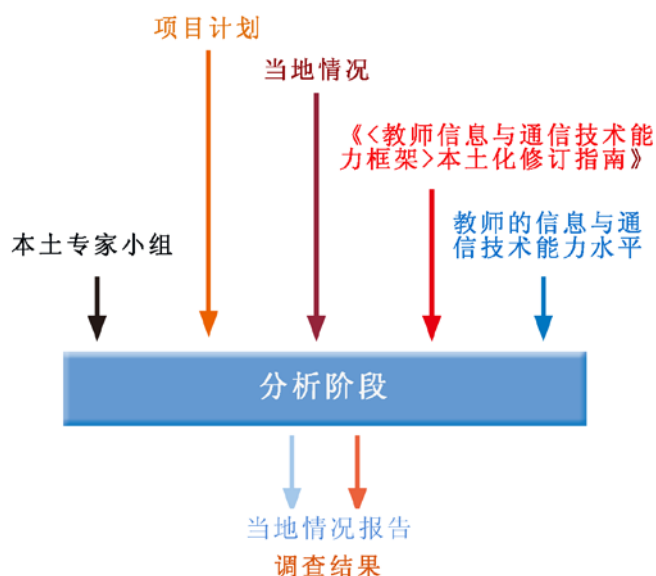 项目计划
当地情况
《<教师信息与通信技术能
力框架>本土化修订指南》
教师的信息与通
信技术能力水平
本土专家小组
分析阶段
当地情况报告
调查结果